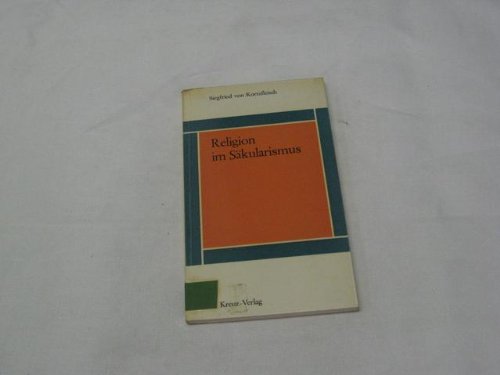 Siegfried von Kortzfleisch
Religion
im Säkularismus
Kreuz-Verlag